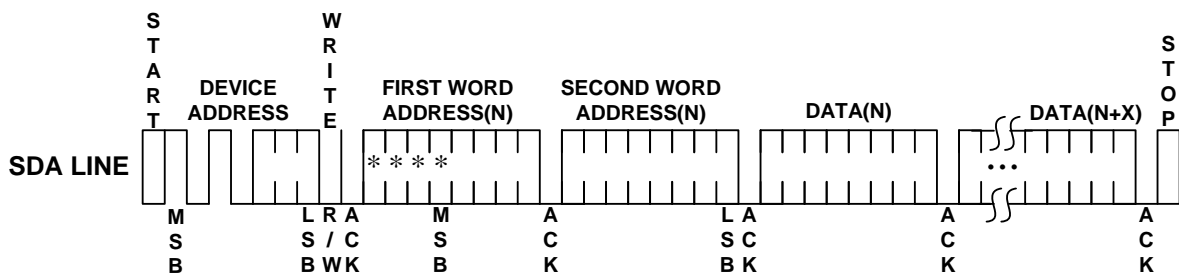 START
WRITE
STOP
DEVICE
ADDRESS
FIRST WORD
ADDRESS(N)
SECOND WORD
ADDRESS(N)
DATA(N)
DATA(N+X)
SDA LINE
* * * *
...
MSB
LSB
R/W
ACK
MSB
ACK
LSB
ACK
ACK
ACK